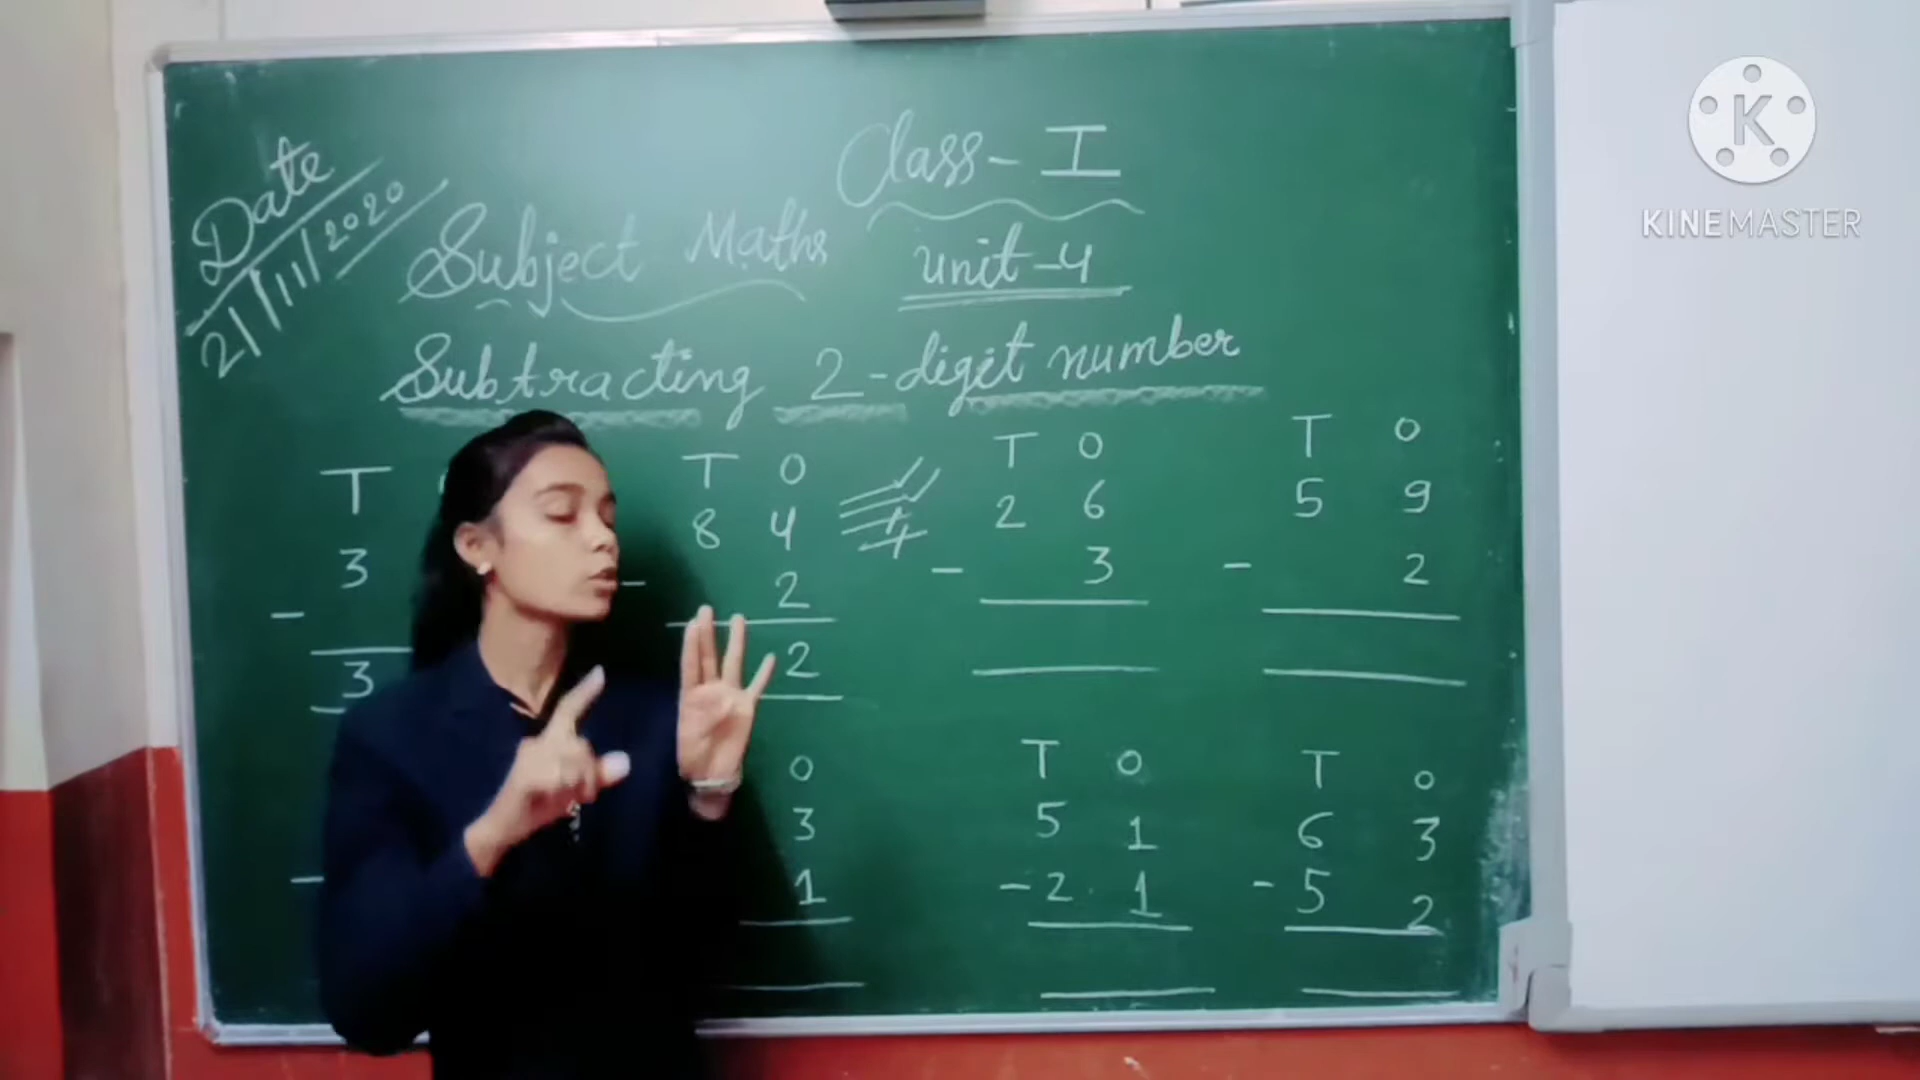 Date
21/11/2020
Class - I
Subject Maths
unit - 4
Subtracting 2-digit number
T
3
-
3
T O
8 4
- 2
2
T O
2 6
- 3
T O
5 9
- 2
-
O
3
1
T O
5 1
- 2 1
T O
6 3
- 5 2
K
KINEMASTER